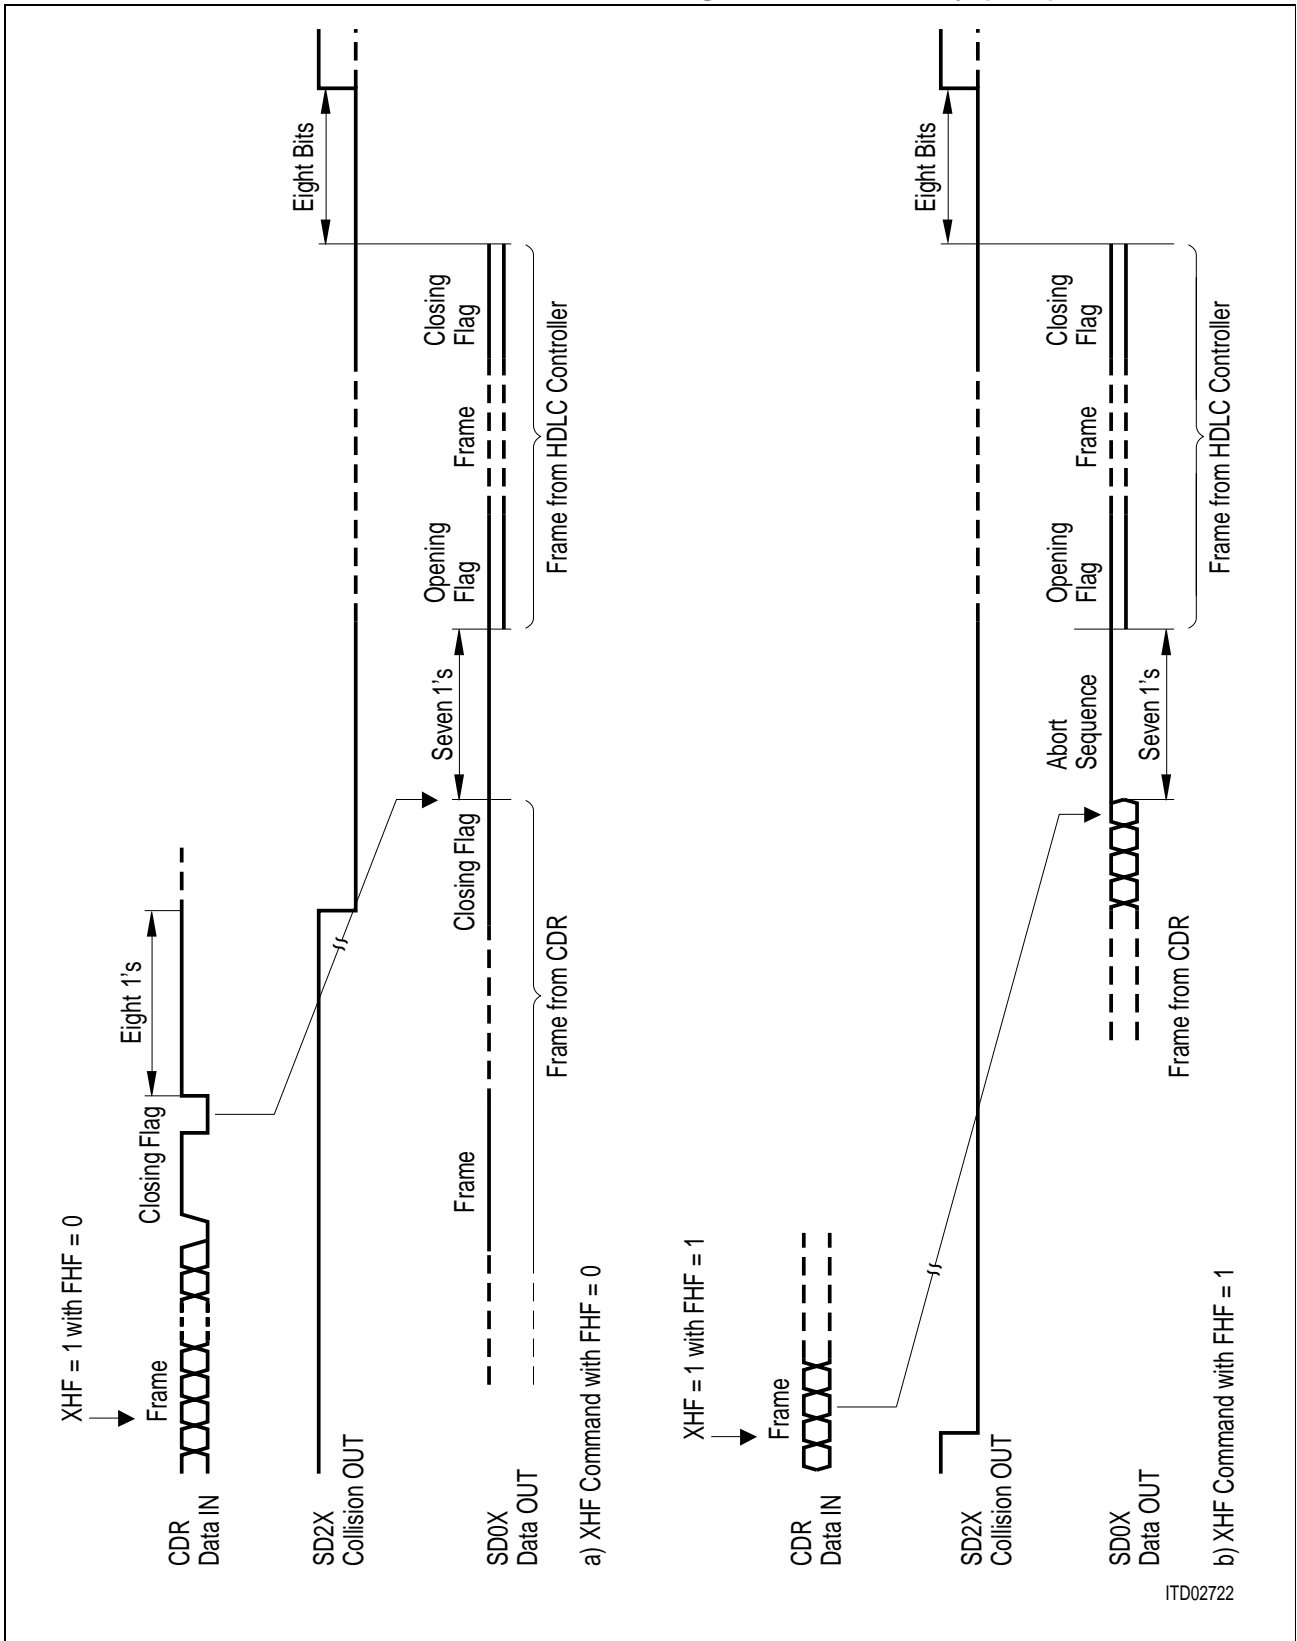 XHF = 1 with FHF = 0
CDR
Data IN
Frame
Closing Flag
Eight 1's
SD2X
Collision OUT
Eight Bits
SD0X
Data OUT
Frame
Closing Flag
Seven 1's
Opening
Flag
Frame
Closing
Flag
Frame from CDR
Frame from HDLC Controller
a) XHF Command with FHF = 0
XHF = 1 with FHF = 1
CDR
Data IN
Frame
SD2X
Collision OUT
Eight Bits
SD0X
Data OUT
Abort
Sequence
Opening
Flag
Frame
Closing
Flag
Seven 1's
Frame from CDR
Frame from HDLC Controller
b) XHF Command with FHF = 1
ITD02722